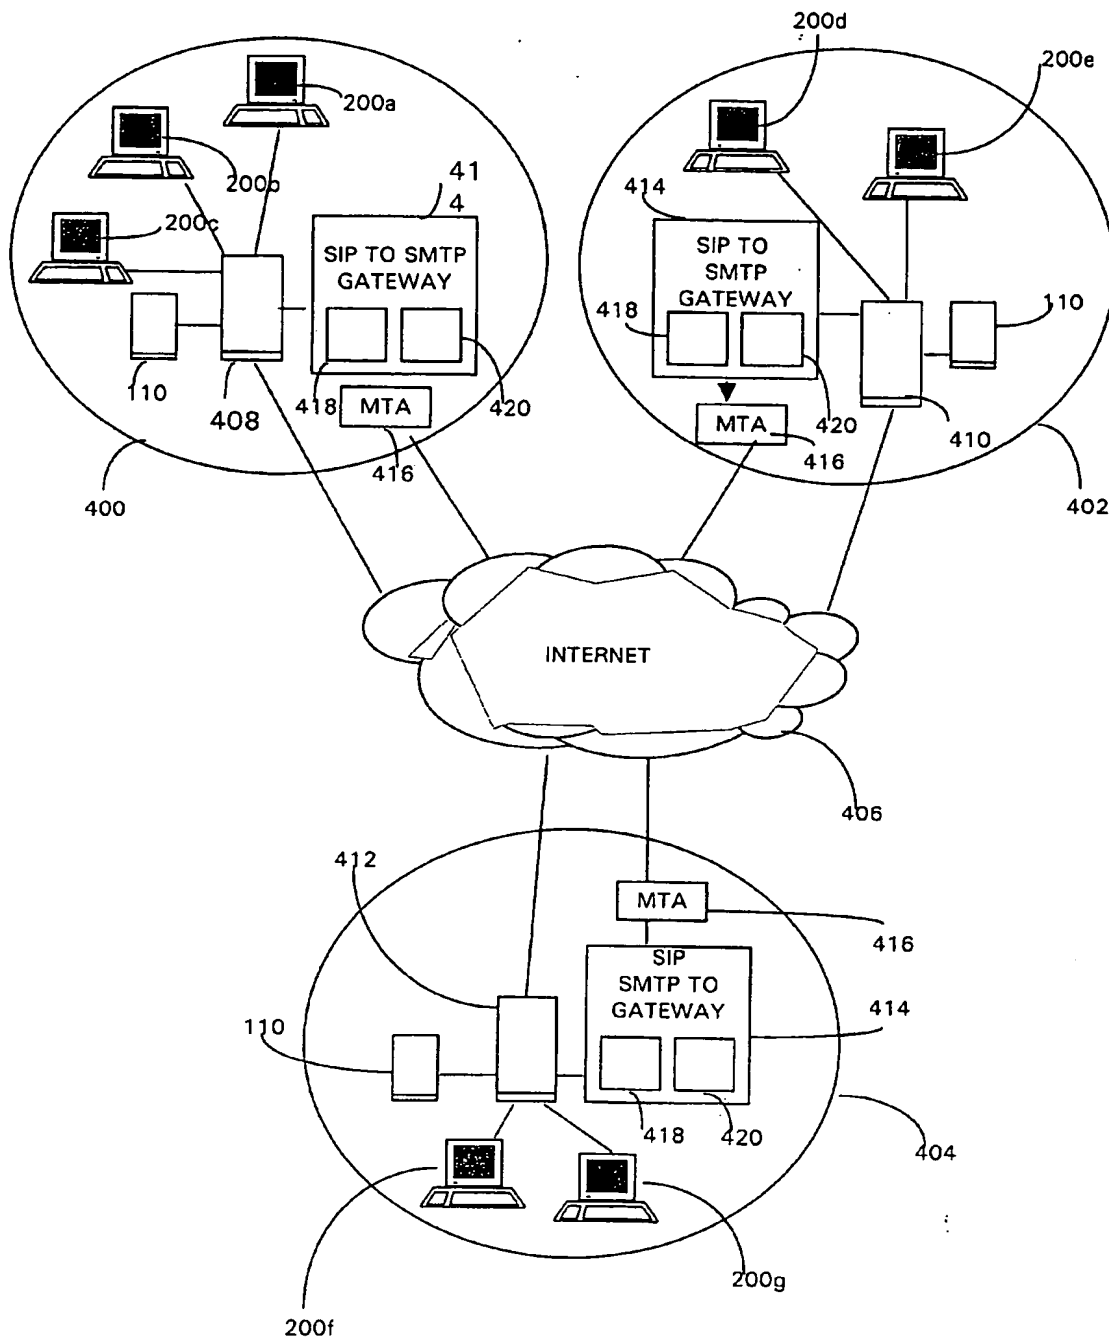 200d
200e
200a
200b
200c
41
4
SIP TO SMTP
GATEWAY
414
SIP TO
SMTP
GATEWAY
418
110
110
408
418
420
MTA
416
MTA
420
416
410
400
402
INTERNET
406
412
MTA
416
SIP
SMTP TO
GATEWAY
414
110
418
420
404
200f
200g